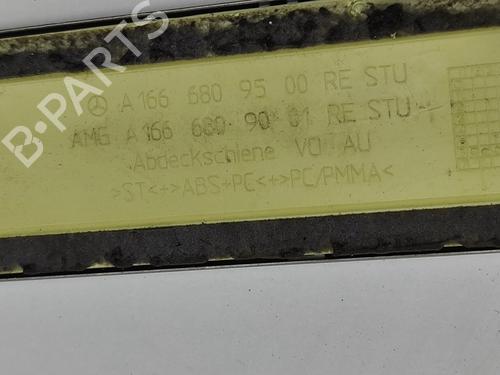 A 166 680 95 00 RE STU
AMG A 166 680 90 01 RE STU
Abdeckschiene VO AU
>ST<+>ABS+PC<+>PC/PMMA<
B-PARTS